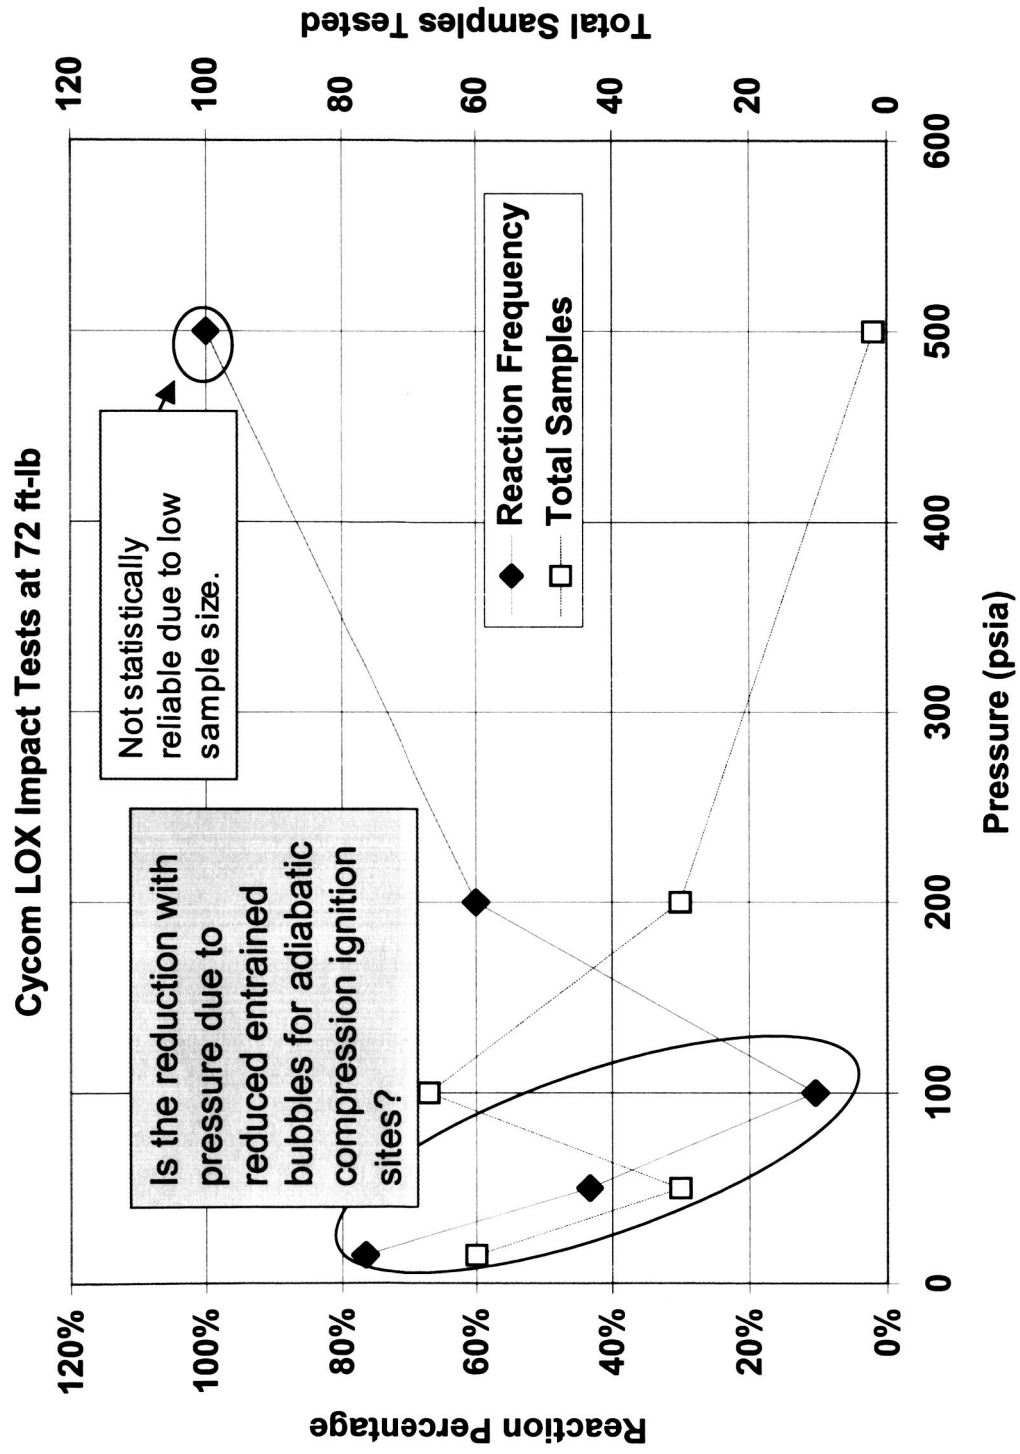 Cycom LOX Impact Tests at 72 ft-lb
Reaction Percentage
120%
100%
80%
60%
40%
20%
0%
Is the reduction with
pressure due to
reduced entrained
bubbles for adiabatic
compression ignition
sites?
Not statistically
reliable due to low
sample size.
Reaction Frequency
Total Samples
0
100
200
300
400
500
600
Pressure (psia)
120
100
80
60
40
20
0
Total Samples Tested